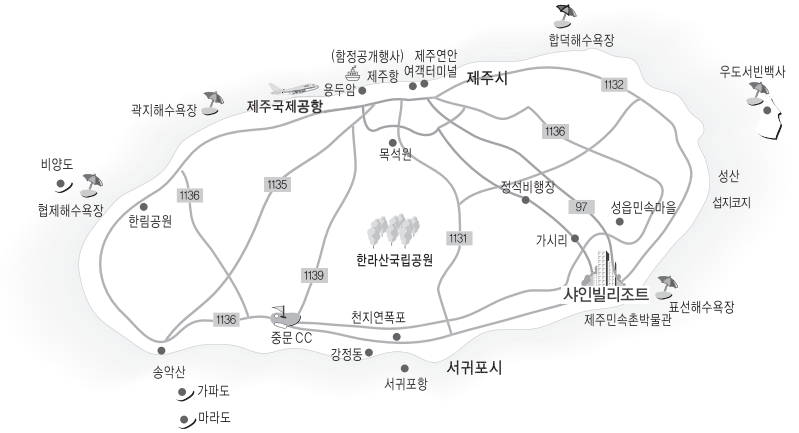 합덕해수욕장
(함정공개행사)
제주연안
여객터미널
제주항
용두암
제주시
제주국제공항
곽지해수욕장
우도서빈백사
1132
1136
목석원
비양도
협제해수욕장
1136
1135
한림공원
정석비행장
97
성산
섭지코지
성읍민속마을
가시리
1131
한라산국립공원
1139
샤인빌리조트
표선해수욕장
제주민속촌박물관
1136
중문 CC
천지연폭포
강정동
서귀포시
서귀포항
송악산
가파도
마라도